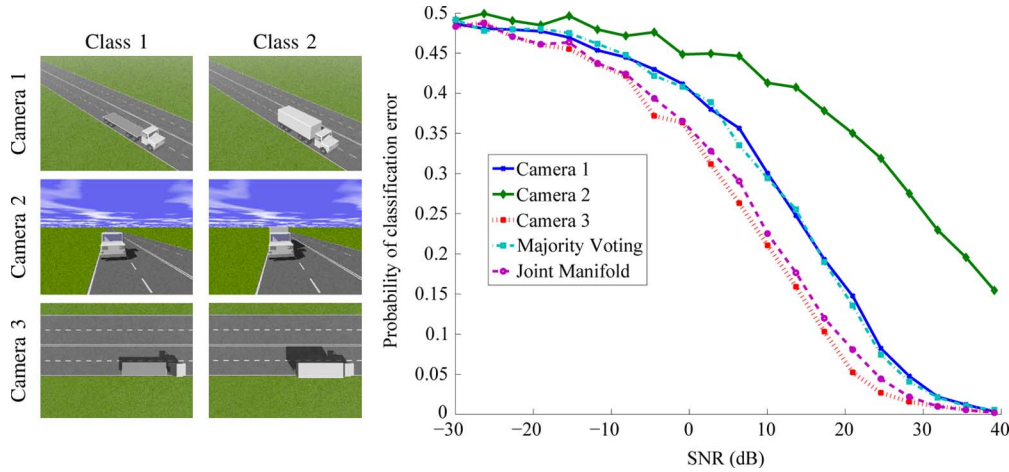 Class 1
Class 2
Camera 1
Camera 2
Camera 3
Probability of classification error
0.5
0.45
0.4
0.35
0.3
0.25
0.2
0.15
0.1
0.05
0
Camera 1
Camera 2
Camera 3
Majority Voting
Joint Manifold
−30 −20 −10 0 10 20 30 40
SNR (dB)